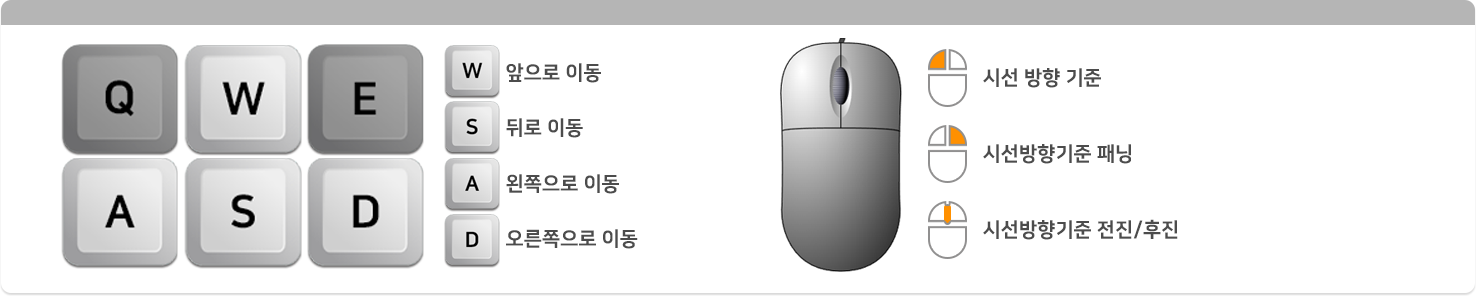 Q W E
A S D
W 앞으로 이동
S 뒤로 이동
A 왼쪽으로 이동
D 오른쪽으로 이동
시선 방향 기준
시선방향기준 패닝
시선방향기준 전진/후진